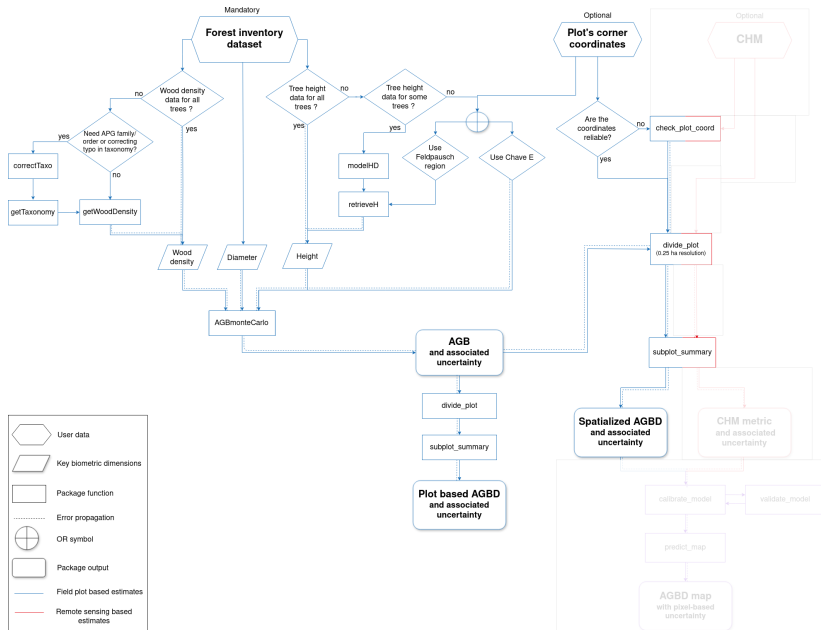 Mandatory
Optional
Optional
Forest inventory
dataset
Plot's corner
coordinates
CHM
Wood density
data for all
trees ?
Tree height
data for all
trees ?
Tree height
data for some
trees ?
no
no
no
yes
yes
yes
Need APG family/
order or correcting
typo in taxonomy?
yes
no
Are the
coordinates
reliable?
no
yes
check_plot_coord
Use
Feldpausch
region
Use Chave E
correctTaxo
modelHD
getTaxonomy
getWoodDensity
retrieveH
Wood
density
Diameter
Height
divide_plot
(0.25 ha resolution)
AGBmonteCarlo
AGB
and associated
uncertainty
subplot_summary
divide_plot
subplot_summary
Plot based AGBD
and associated
uncertainty
Spatialized AGBD
and associated
uncertainty
CHM metric
and associated
uncertainty
calibrate_model
validate_model
predict_map
AGBD map
with pixel-based
uncertainty
User data
Key biometric dimensions
Package function
Error propagation
OR symbol
Package output
Field plot based estimates
Remote sensing based
estimates